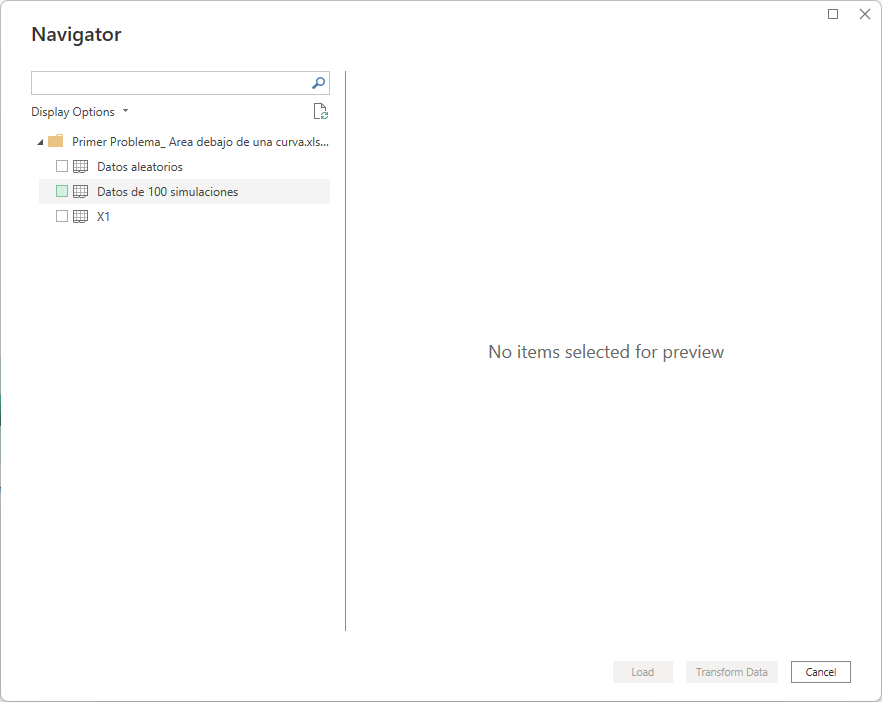 Navigator
Display Options
Primer Problema_ Area debajo de una curva.xls...
Datos aleatorios
Datos de 100 simulaciones
X1
No items selected for preview
Load
Transform Data
Cancel